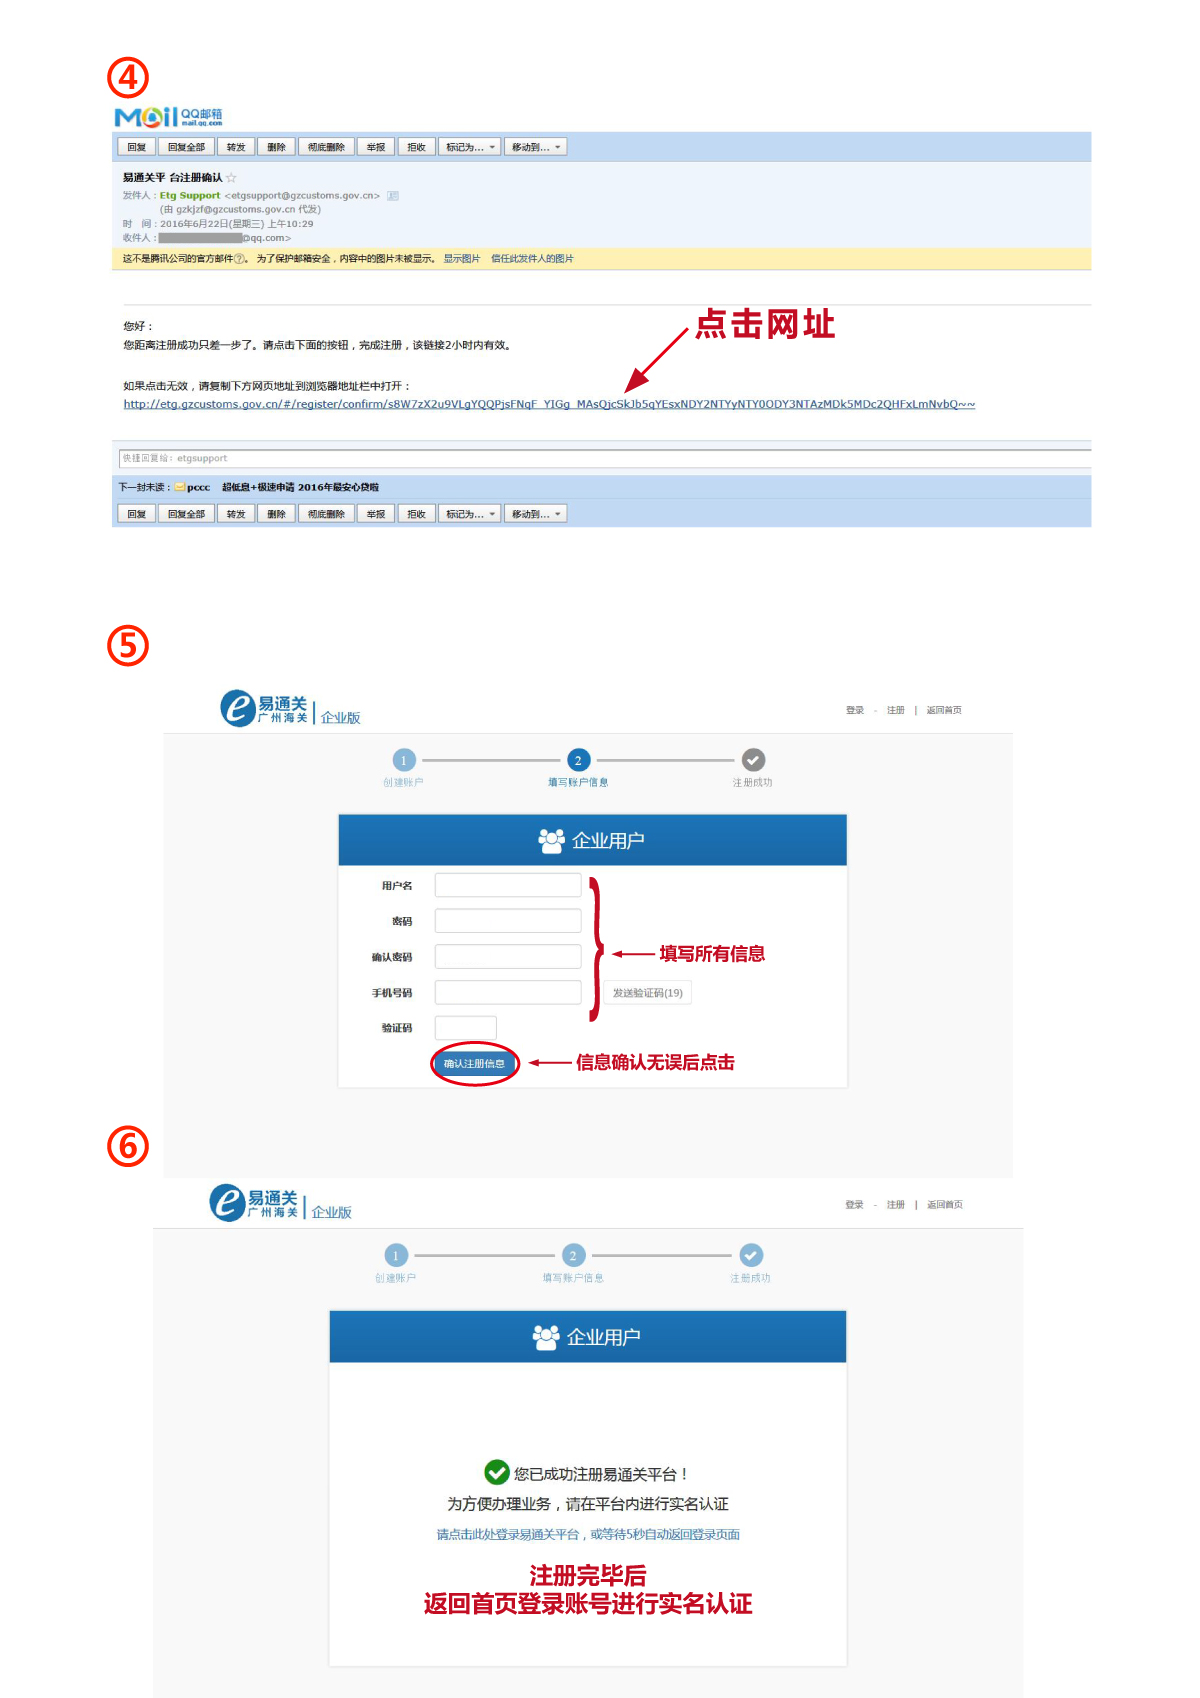 ④
Mail QQ邮箱
mail.qq.com
回复 回复全部 转发 删除 彻底删除 举报 拒收 标记为... 移动到...
易通关平 台注册确认☆
发件人：Etg Support <etgsupport@gzcustoms.gov.cn>
(由 gzkjzf@gzcustoms.gov.cn 代发)
时 间：2016年6月22日(星期三) 上午10:29
收件人： @qq.com>
这不是腾讯公司的官方邮件?。 为了保护邮箱安全，内容中的图片未被显示。 显示图片 信任此发件人的图片
点击网址
您好：
您距离注册成功只差一步了。请点击下面的按钮，完成注册，该链接2小时内有效。
如果点击无效，请复制下方网页地址到浏览器地址栏中打开：
http://etg.gzcustoms.gov.cn/#/register/confirm/s8W7zX2u9VLgYQQPjsFNqF_YIGg_MAsQjcSkJb5qYEsxNDY2NTYyNTY0ODY3NTAzMDk5MDc2QHFxLmNvbQ~~
快捷回复给：etgsupport
下一封未读： pccc 超低息+极速申请 2016年最安心贷啦
回复 回复全部 转发 删除 彻底删除 举报 拒收 标记为... 移动到...
⑤
e 易通关
广州海关 | 企业版
登录 - 注册 | 返回首页
1 2
创建账户 填写账户信息 注册成功
企业用户
用户名
密码
确认密码
填写所有信息
手机号码 发送验证码(19)
验证码
确认注册信息 信息确认无误后点击
⑥
e 易通关
广州海关 | 企业版
登录 - 注册 | 返回首页
1 2
创建账户 填写账户信息 注册成功
企业用户
您已成功注册易通关平台！
为方便办理业务，请在平台内进行实名认证
请点击此处登录易通关平台，或等待5秒自动返回登录页面
注册完毕后
返回首页登录账号进行实名认证